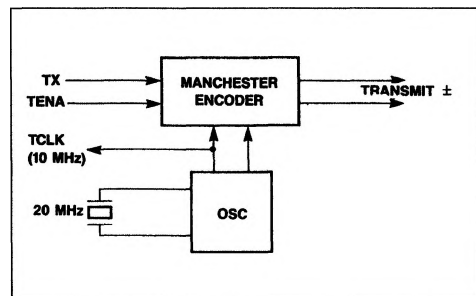 TX
TENA
MANCHESTER
ENCODER
TRANSMIT ±
TCLK
(10 MHz)
20 MHz
OSC